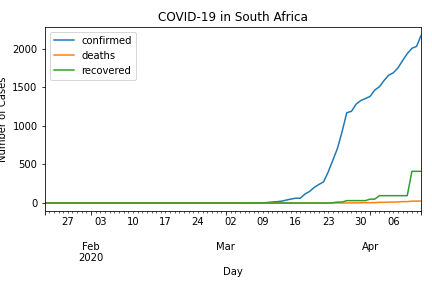 COVID-19 in South Africa
confirmed
deaths
recovered
Number of Cases
2000
1500
1000
500
0
27 03 10 17 24 02 09 16 23 30 06
Feb Mar Apr
2020
Day